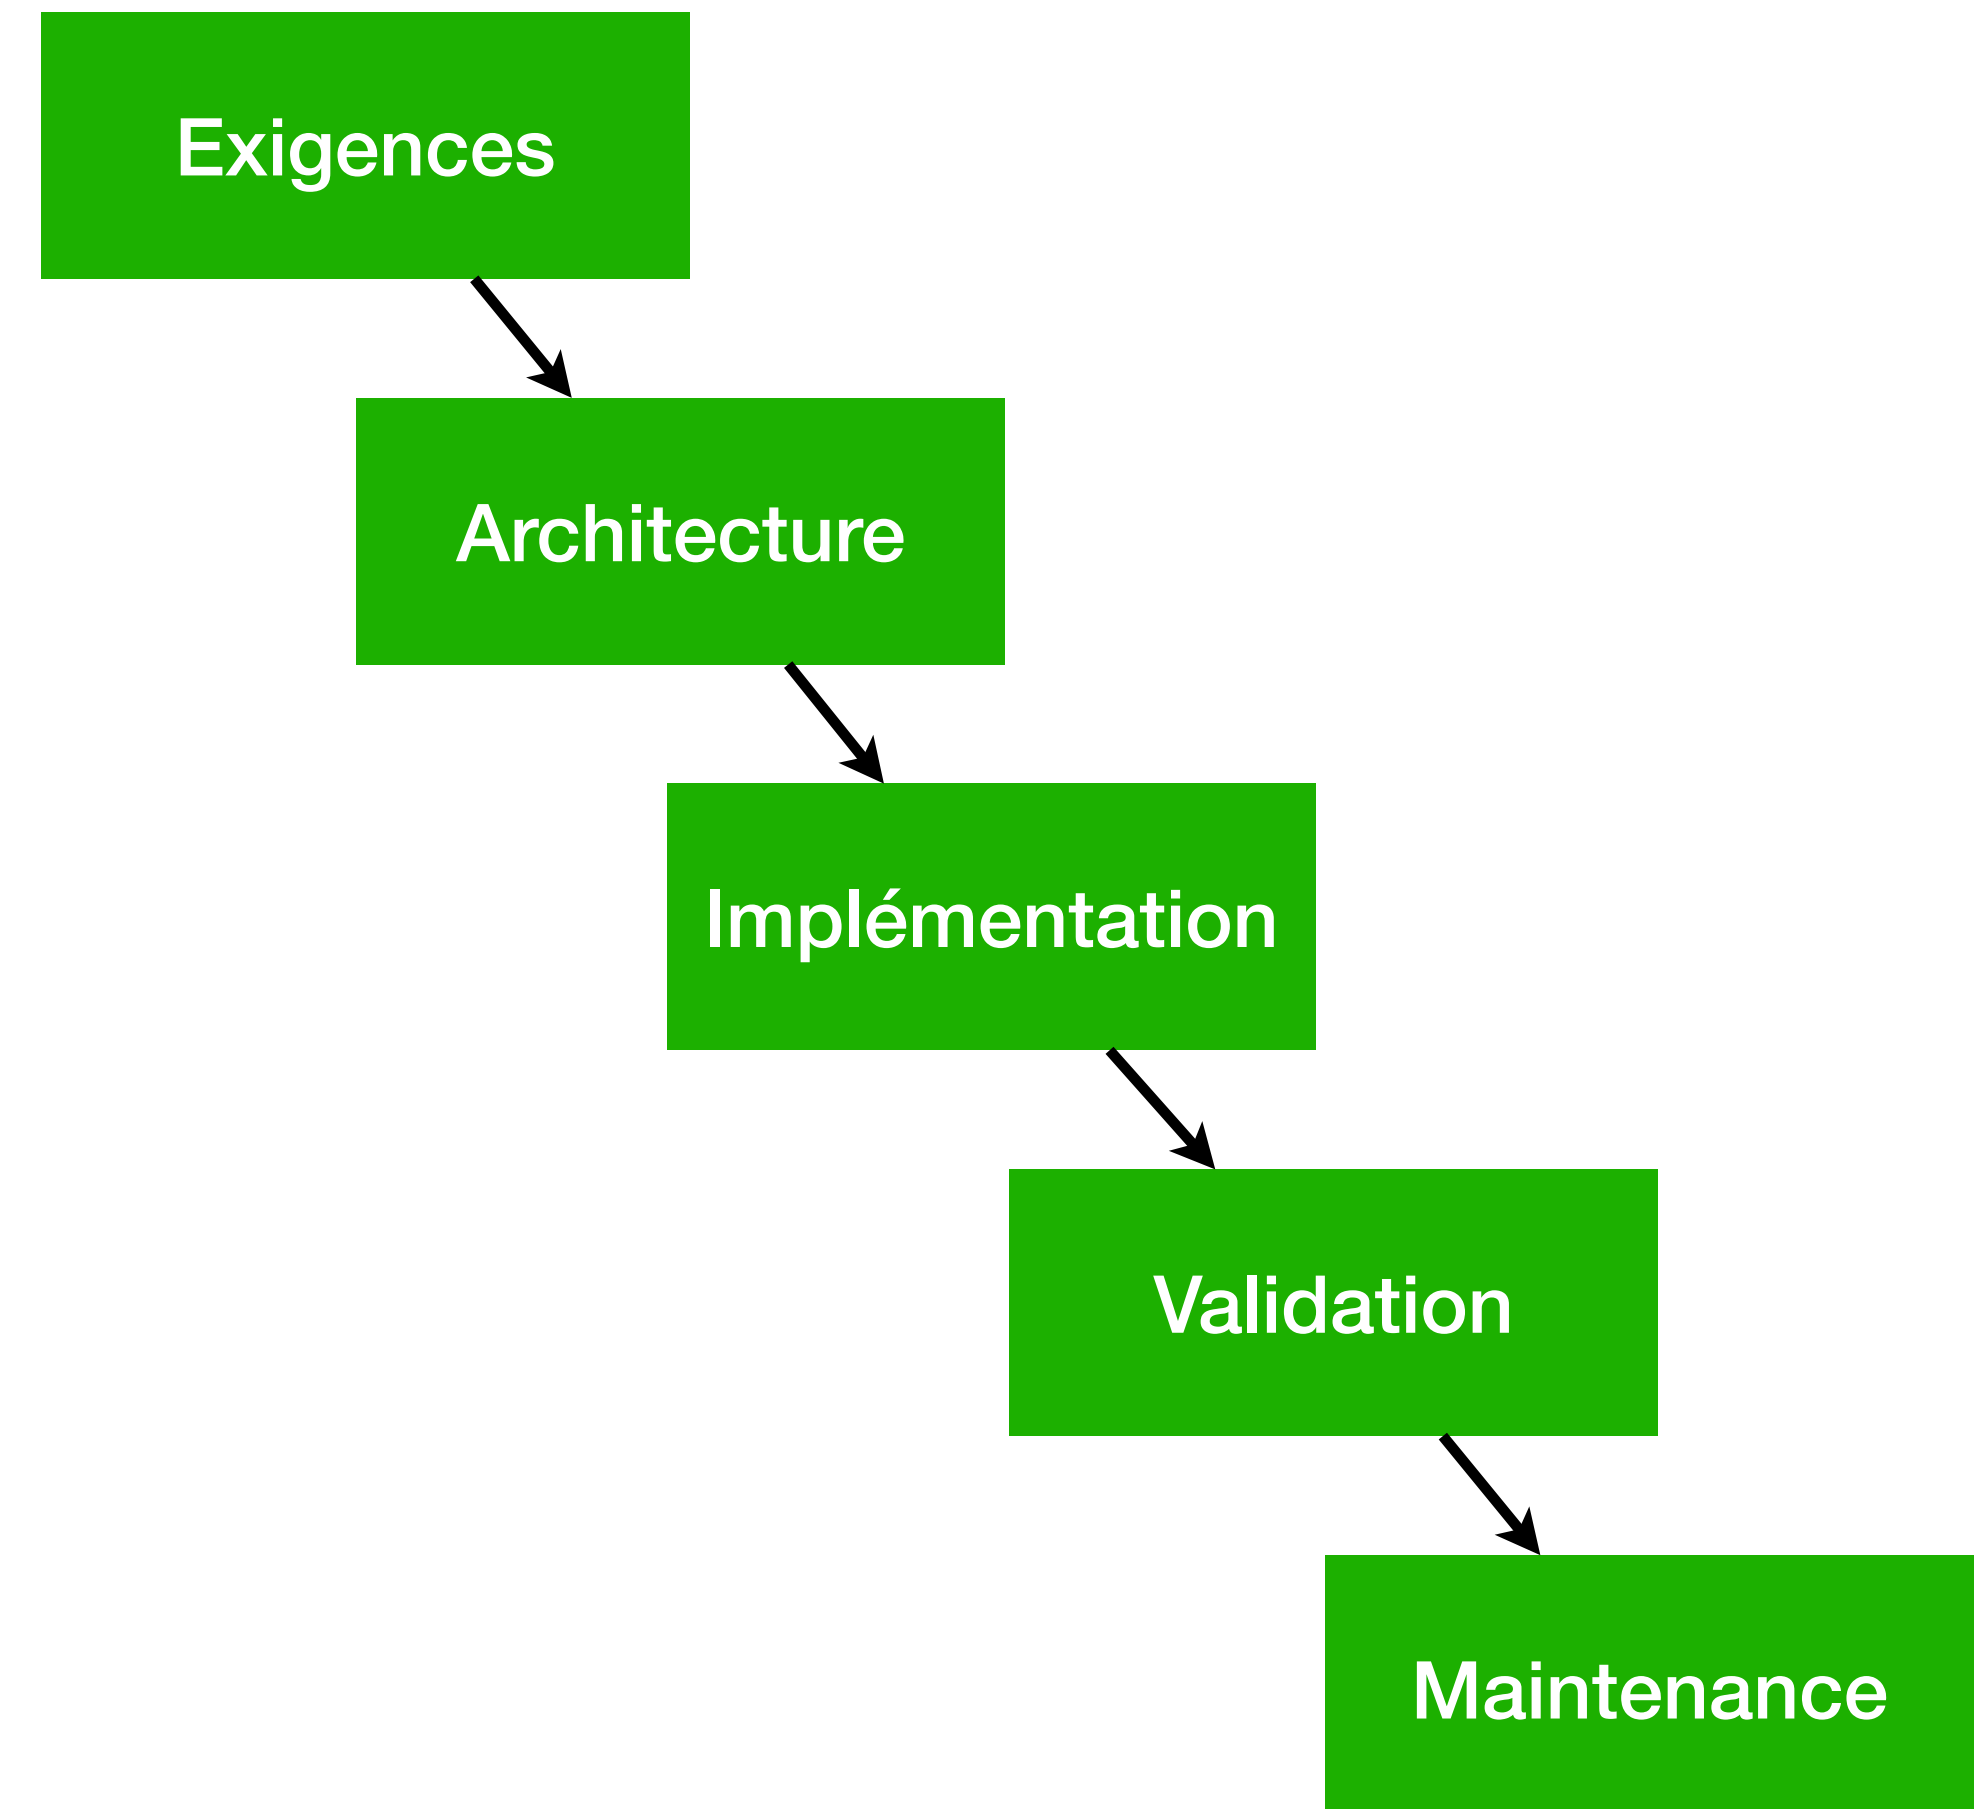 Exigences
Architecture
Implémentation
Validation
Maintenance